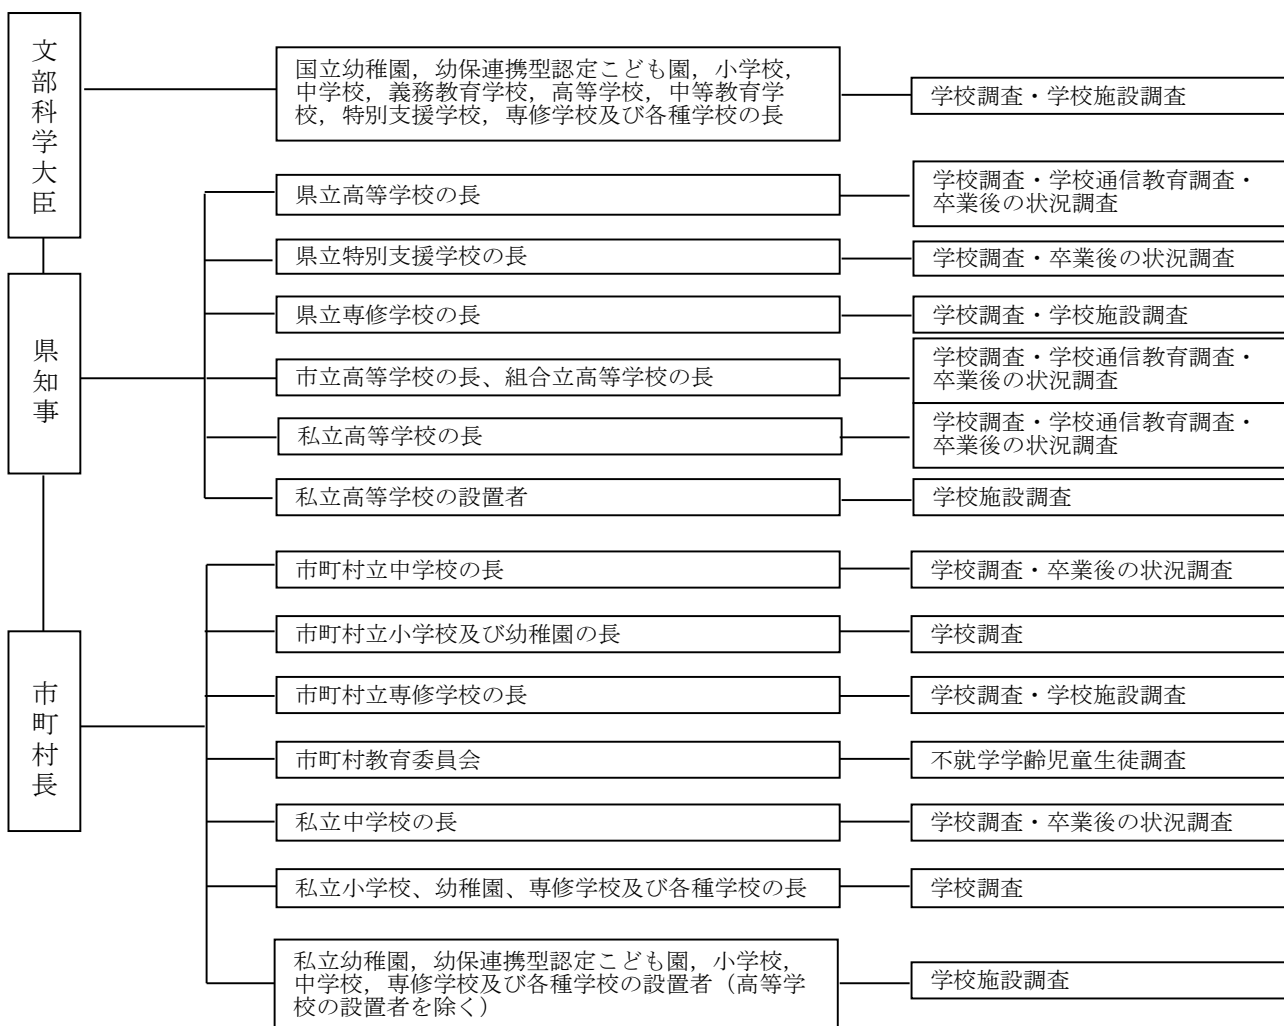 文部科学大臣
国立幼稚園，幼保連携型認定こども園，小学校，
中学校，義務教育学校，高等学校，中等教育学
校，特別支援学校，専修学校及び各種学校の長
学校調査・学校施設調査
県知事
県立高等学校の長
学校調査・学校通信教育調査・
卒業後の状況調査
県立特別支援学校の長
学校調査・卒業後の状況調査
県立専修学校の長
学校調査・学校施設調査
市立高等学校の長、組合立高等学校の長
学校調査・学校通信教育調査・
卒業後の状況調査
私立高等学校の長
学校調査・学校通信教育調査・
卒業後の状況調査
私立高等学校の設置者
学校施設調査
市町村長
市町村立中学校の長
学校調査・卒業後の状況調査
市町村立小学校及び幼稚園の長
学校調査
市町村立専修学校の長
学校調査・学校施設調査
市町村教育委員会
不就学学齢児童生徒調査
私立中学校の長
学校調査・卒業後の状況調査
私立小学校、幼稚園、専修学校及び各種学校の長
学校調査
私立幼稚園，幼保連携型認定こども園，小学校，
中学校，専修学校及び各種学校の設置者（高等学
校の設置者を除く）
学校施設調査